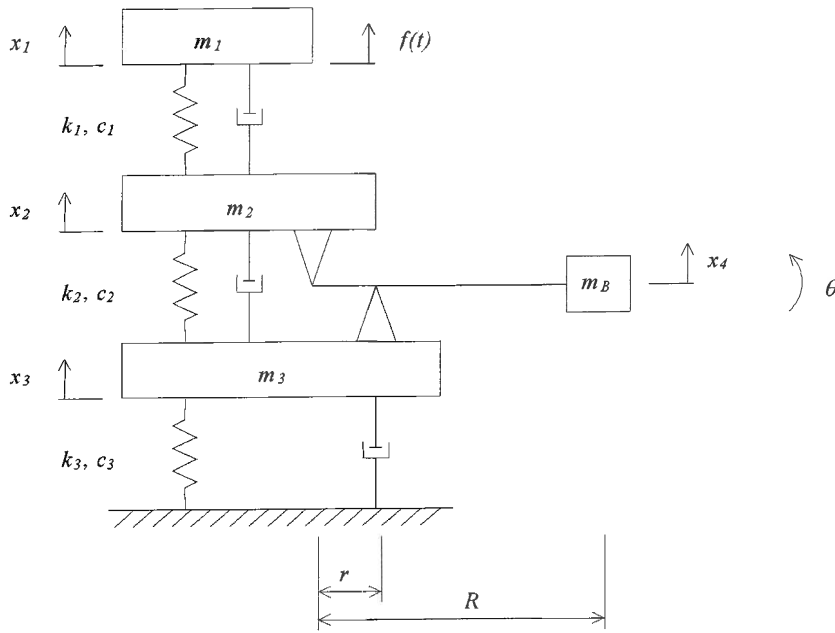 x1
m1
f(t)
k1, c1
x2
m2
x4
mB
θ
k2, c2
x3
m3
k3, c3
r
R